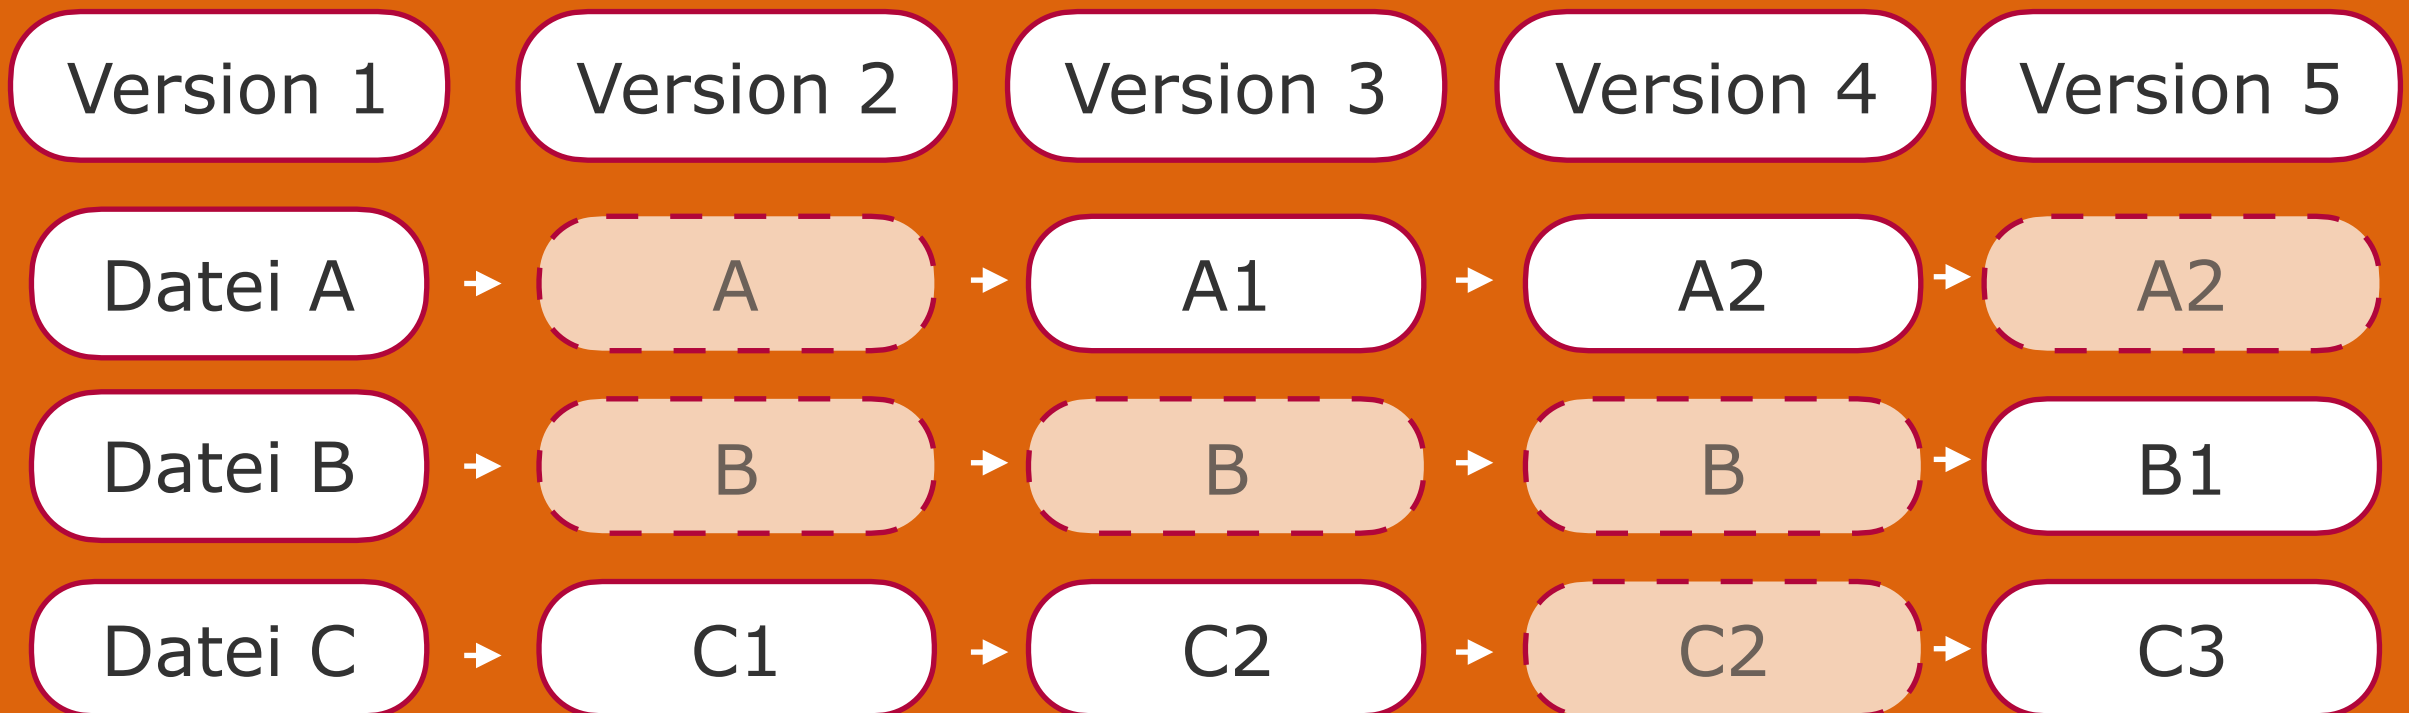 Version 1 Version 2 Version 3 Version 4 Version 5
Datei A A A1 A2 A2
Datei B B B B B1
Datei C C1 C2 C2 C3